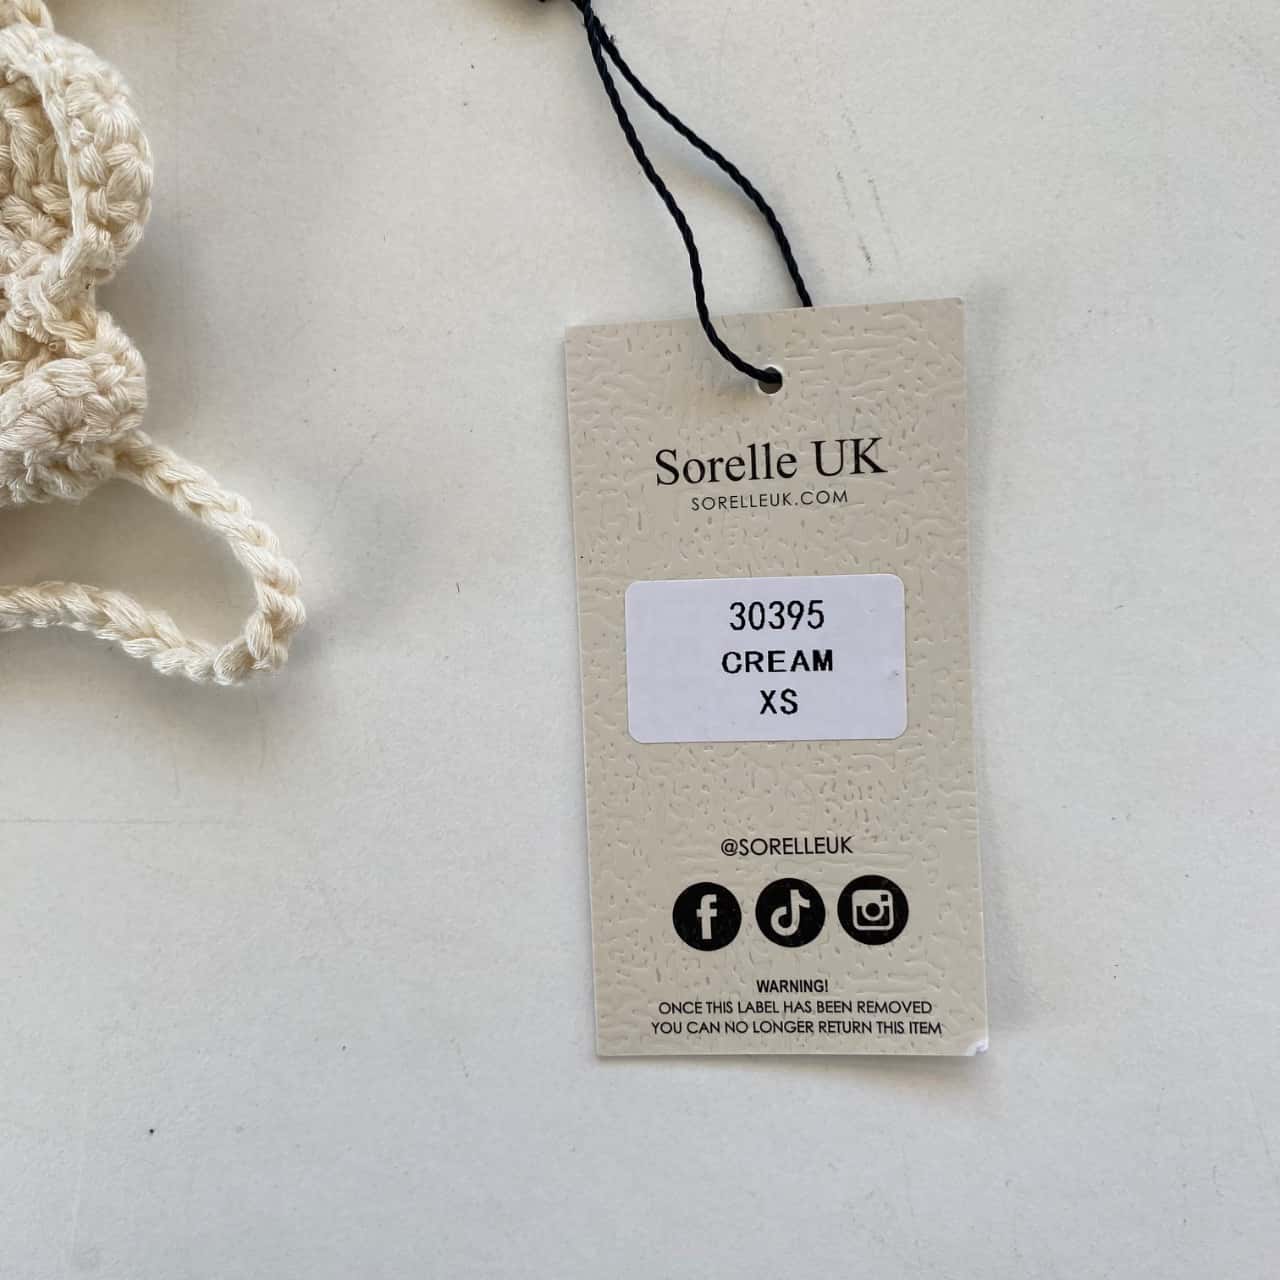 Sorelle UK
SORELLEUK.COM
30395
CREAM
XS
@SORELLEUK
WARNING!
ONCE THIS LABEL HAS BEEN REMOVED
YOU CAN NO LONGER RETURN THIS ITEM